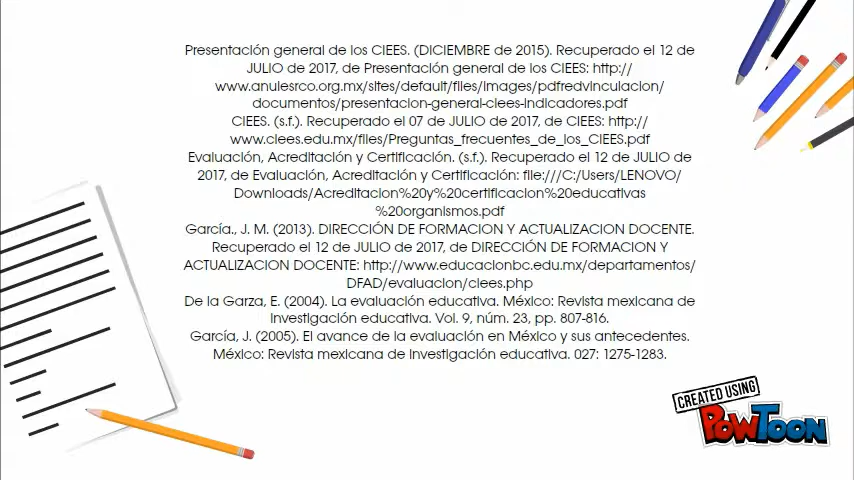 Presentación general de los CIEES. (DICIEMBRE de 2015). Recuperado el 12 de
JULIO de 2017, de Presentación general de los CIEES: http://
www.anuiesrco.org.mx/sites/default/files/images/pdfredvinculacion/
documentos/presentacion-general-ciees-indicadores.pdf
CIEES. (s.f.). Recuperado el 07 de JULIO de 2017, de CIEES: http://
www.ciees.edu.mx/files/Preguntas_frecuentes_de_los_CIEES.pdf
Evaluación, Acreditación y Certificación. (s.f.). Recuperado el 12 de JULIO de
2017, de Evaluación, Acreditación y Certificación: file:///C:/Users/LENOVO/
Downloads/Acreditacion%20y%20certificacion%20educativas
%20organismos.pdf
García., J. M. (2013). DIRECCIÓN DE FORMACION Y ACTUALIZACION DOCENTE.
Recuperado el 12 de JULIO de 2017, de DIRECCIÓN DE FORMACION Y
ACTUALIZACION DOCENTE: http://www.educacionbc.edu.mx/departamentos/
DFAD/evaluacion/ciees.php
De la Garza, E. (2004). La evaluación educativa. México: Revista mexicana de
investigación educativa. Vol. 9, núm. 23, pp. 807-816.
García, J. (2005). El avance de la evaluación en México y sus antecedentes.
México: Revista mexicana de investigación educativa. 027: 1275-1283.
CREATED USING
POWTOON